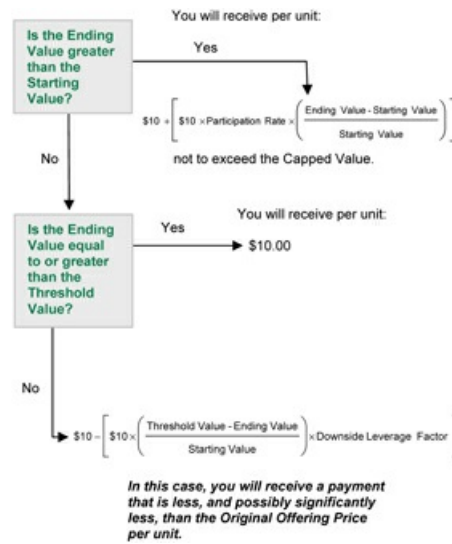 You will receive per unit:
Is the Ending
Value greater
than the
Starting
Value?
Yes
$10 + [ $10 × Participation Rate × ( Ending Value - Starting Value
Starting Value ) ]
not to exceed the Capped Value.
No
Is the Ending
Value equal
to or greater
than the
Threshold
Value?
Yes
You will receive per unit:
$10.00
No
$10 − [ $10 × ( Threshold Value - Ending Value
Starting Value ) × Downside Leverage Factor
In this case, you will receive a payment
that is less, and possibly significantly
less, than the Original Offering Price
per unit.